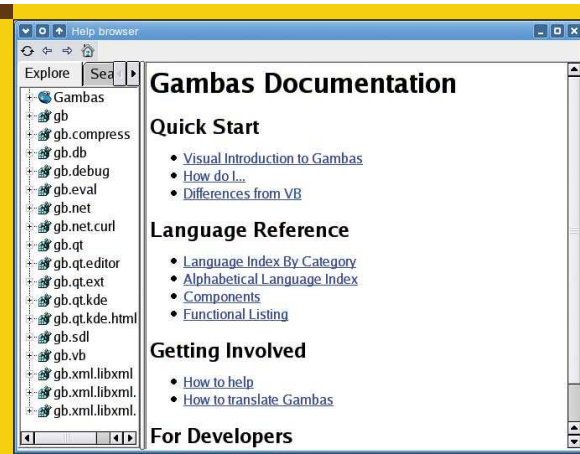 Help browser
Explore
Sea
Gambas
gb
gb.compress
gb.db
gb.debug
gb.eval
gb.net
gb.net.curl
gb.qt
gb.qt.editor
gb.qt.ext
gb.qt.kde
gb.qt.kde.html
gb.sdl
gb.vb
gb.xml.libxml
gb.xml.libxml.
gb.xml.libxml.
Gambas Documentation
Quick Start
Visual Introduction to Gambas
How do I...
Differences from VB
Language Reference
Language Index By Category
Alphabetical Language Index
Components
Functional Listing
Getting Involved
How to help
How to translate Gambas
For Developers